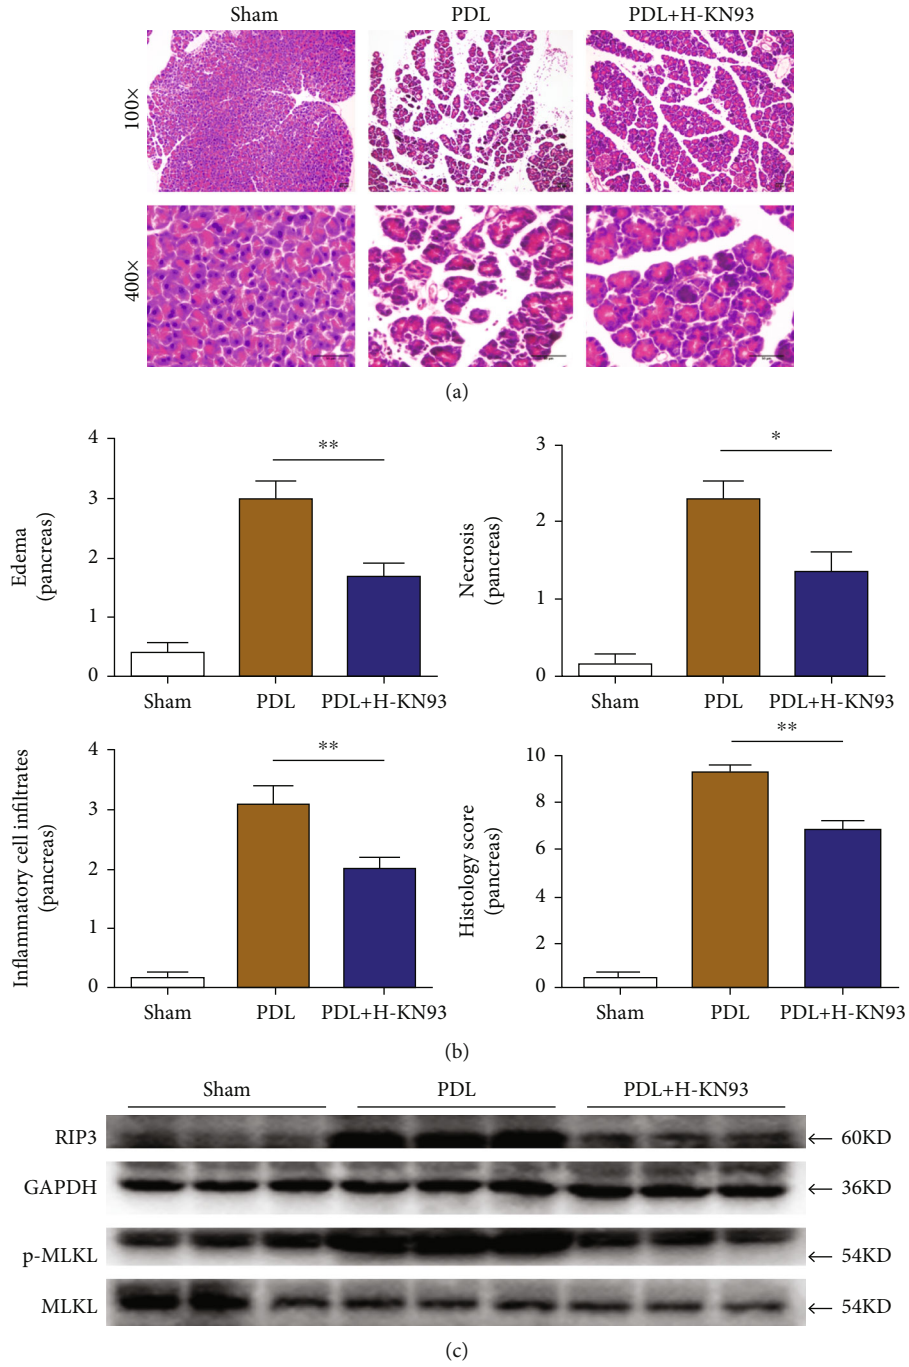 Sham PDL PDL+H-KN93
100×
400×
(a)
Edema
(pancreas)
4
3
2
1
0
**
Sham PDL PDL+H-KN93
Necrosis
(pancreas)
3
2
1
0
*
Sham PDL PDL+H-KN93
Inflammatory cell infiltrates
(pancreas)
4
3
2
1
0
**
Sham PDL PDL+H-KN93
Histology score
(pancreas)
10
8
6
4
2
0
**
Sham PDL PDL+H-KN93
(b)
Sham PDL PDL+H-KN93
RIP3 ← 60KD
GAPDH ← 36KD
p-MLKL ← 54KD
MLKL ← 54KD
(c)